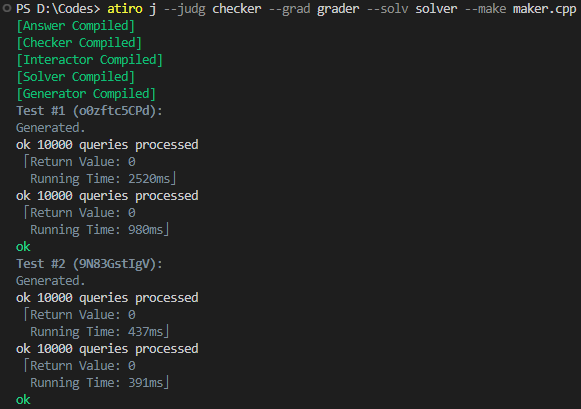 PS D:\Codes> atiro j --judg checker --grad grader --solv solver --make maker.cpp
[Answer Compiled]
[Checker Compiled]
[Interactor Compiled]
[Solver Compiled]
[Generator Compiled]
Test #1 (o0zftc5CPd):
Generated.
ok 10000 queries processed
⌈Return Value: 0
Running Time: 2520ms⌋
ok 10000 queries processed
⌈Return Value: 0
Running Time: 980ms⌋
ok
Test #2 (9N83GstIgV):
Generated.
ok 10000 queries processed
⌈Return Value: 0
Running Time: 437ms⌋
ok 10000 queries processed
⌈Return Value: 0
Running Time: 391ms⌋
ok